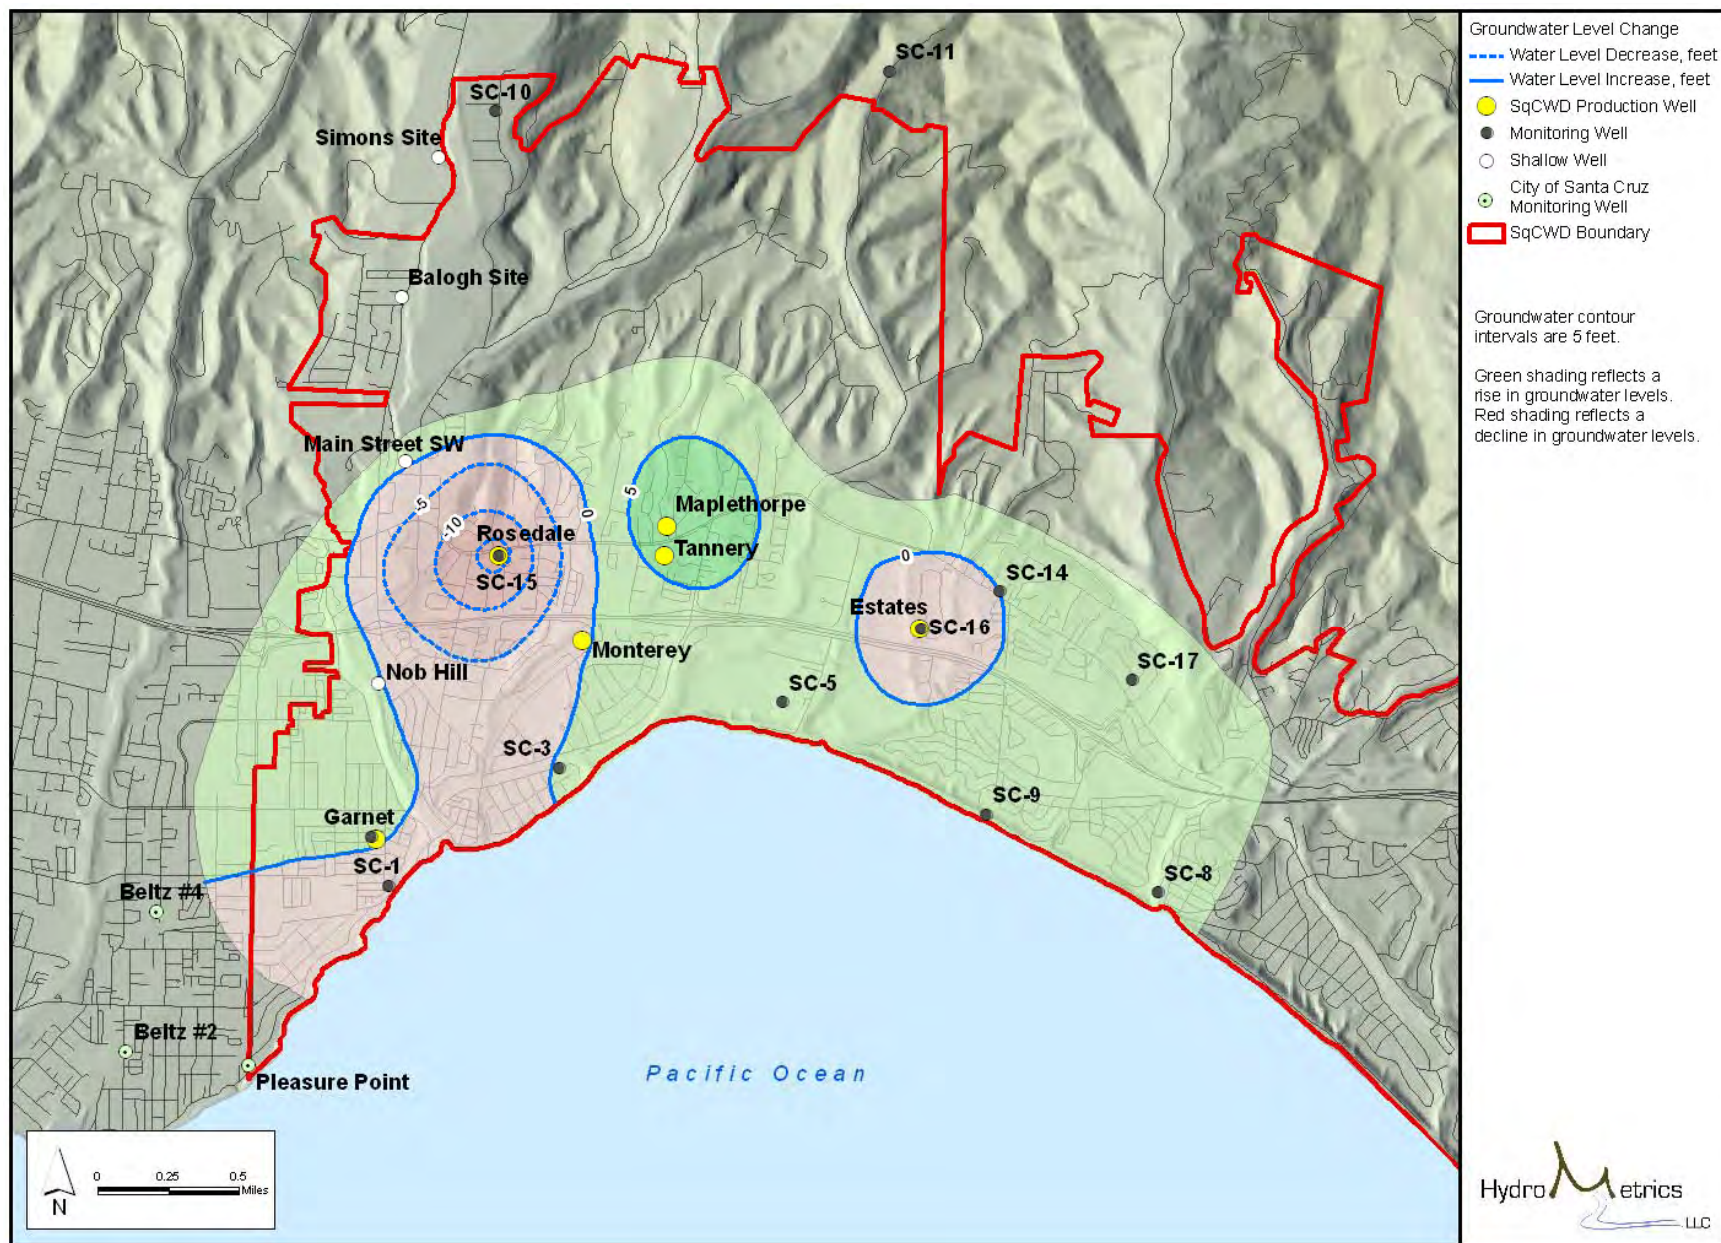 SC-11
SC-10
Simons Site
Balogh Site
Main Street SW
0
-5
-10
5
Rosedale
SC-15
Maplethorpe
Tannery
0
SC-14
Estates
SC-16
Monterey
Nob Hill
SC-17
SC-5
SC-3
Garnet
SC-9
SC-1
SC-8
Beltz #4
Beltz #2
Pleasure Point
Pacific Ocean
N
0 0.25 0.5
Miles
Groundwater Level Change
Water Level Decrease, feet
Water Level Increase, feet
SqCWD Production Well
Monitoring Well
Shallow Well
City of Santa Cruz
Monitoring Well
SqCWD Boundary
Groundwater contour
intervals are 5 feet.
Green shading reflects a
rise in groundwater levels.
Red shading reflects a
decline in groundwater levels.
HydroMetrics
LLC